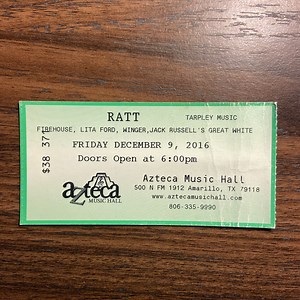 RATT
TARPLEY MUSIC
FIREHOUSE, LITA FORD, WINGER,JACK RUSSELL'S GREAT WHITE
FRIDAY DECEMBER 9, 2016
Doors Open at 6:00pm
$38 377
azteca
MUSIC HALL
Azteca Music Hall
500 N FM 1912 Amarillo, TX 79118
www.aztecamusichall.com
806-335-9990